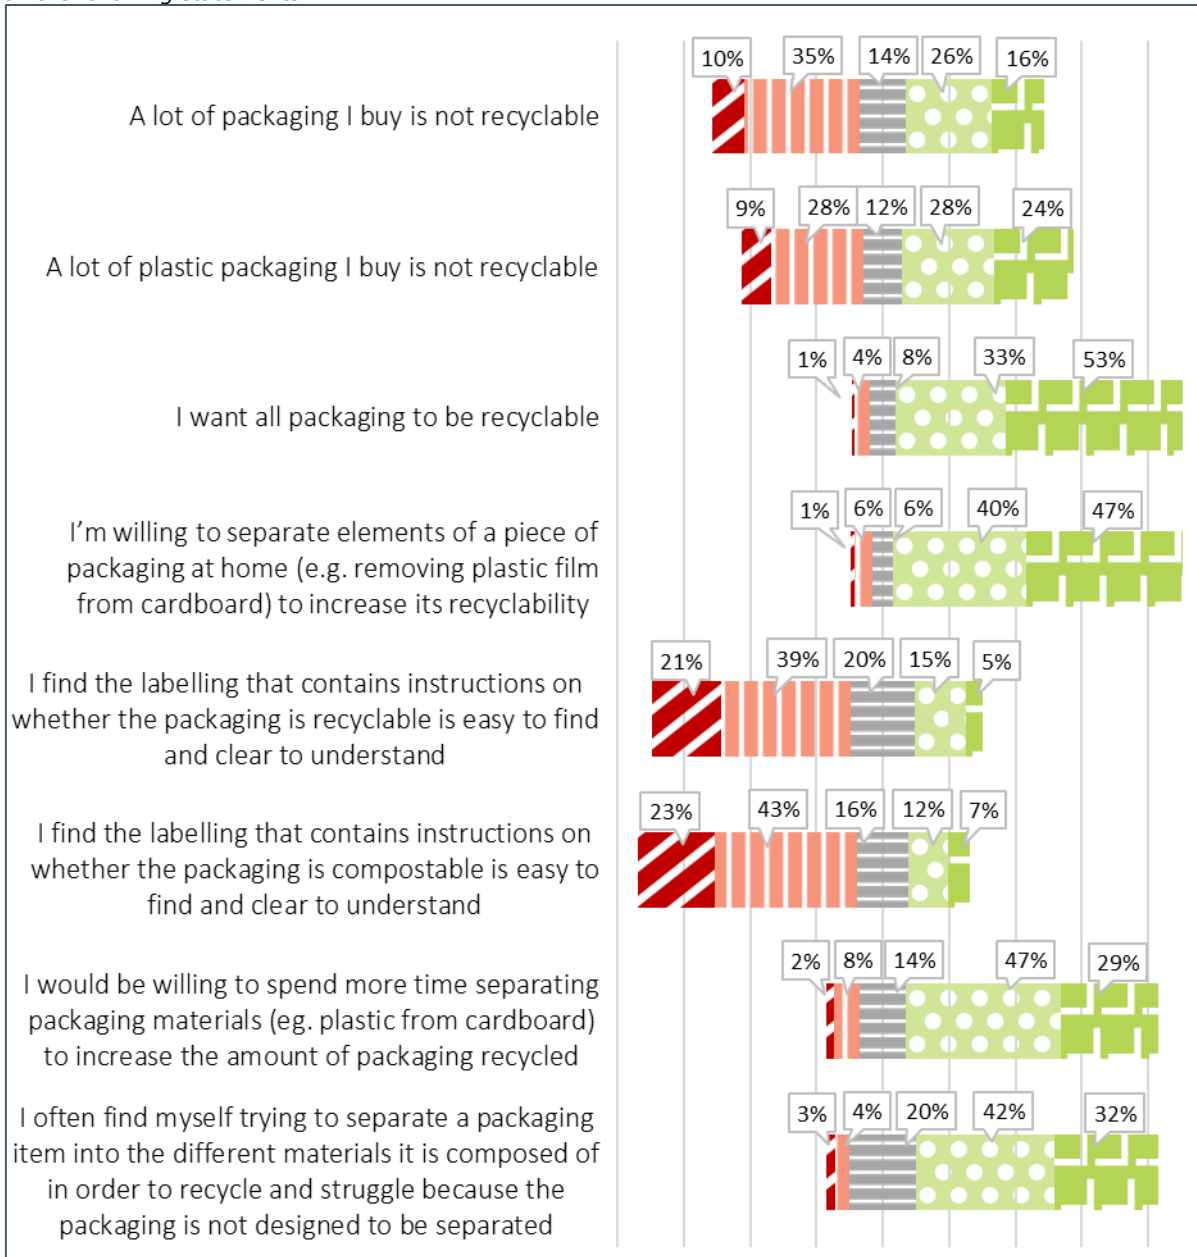 10% 35% 14% 26% 16%
A lot of packaging I buy is not recyclable
9% 28% 12% 28% 24%
A lot of plastic packaging I buy is not recyclable
1% 4% 8% 33% 53%
I want all packaging to be recyclable
1% 6% 6% 40% 47%
I'm willing to separate elements of a piece of
packaging at home (e.g. removing plastic film
from cardboard) to increase its recyclability
21% 39% 20% 15% 5%
I find the labelling that contains instructions on
whether the packaging is recyclable is easy to find
and clear to understand
23% 43% 16% 12% 7%
I find the labelling that contains instructions on
whether the packaging is compostable is easy to
find and clear to understand
2% 8% 14% 47% 29%
I would be willing to spend more time separating
packaging materials (eg. plastic from cardboard)
to increase the amount of packaging recycled
3% 4% 20% 42% 32%
I often find myself trying to separate a packaging
item into the different materials it is composed of
in order to recycle and struggle because the
packaging is not designed to be separated